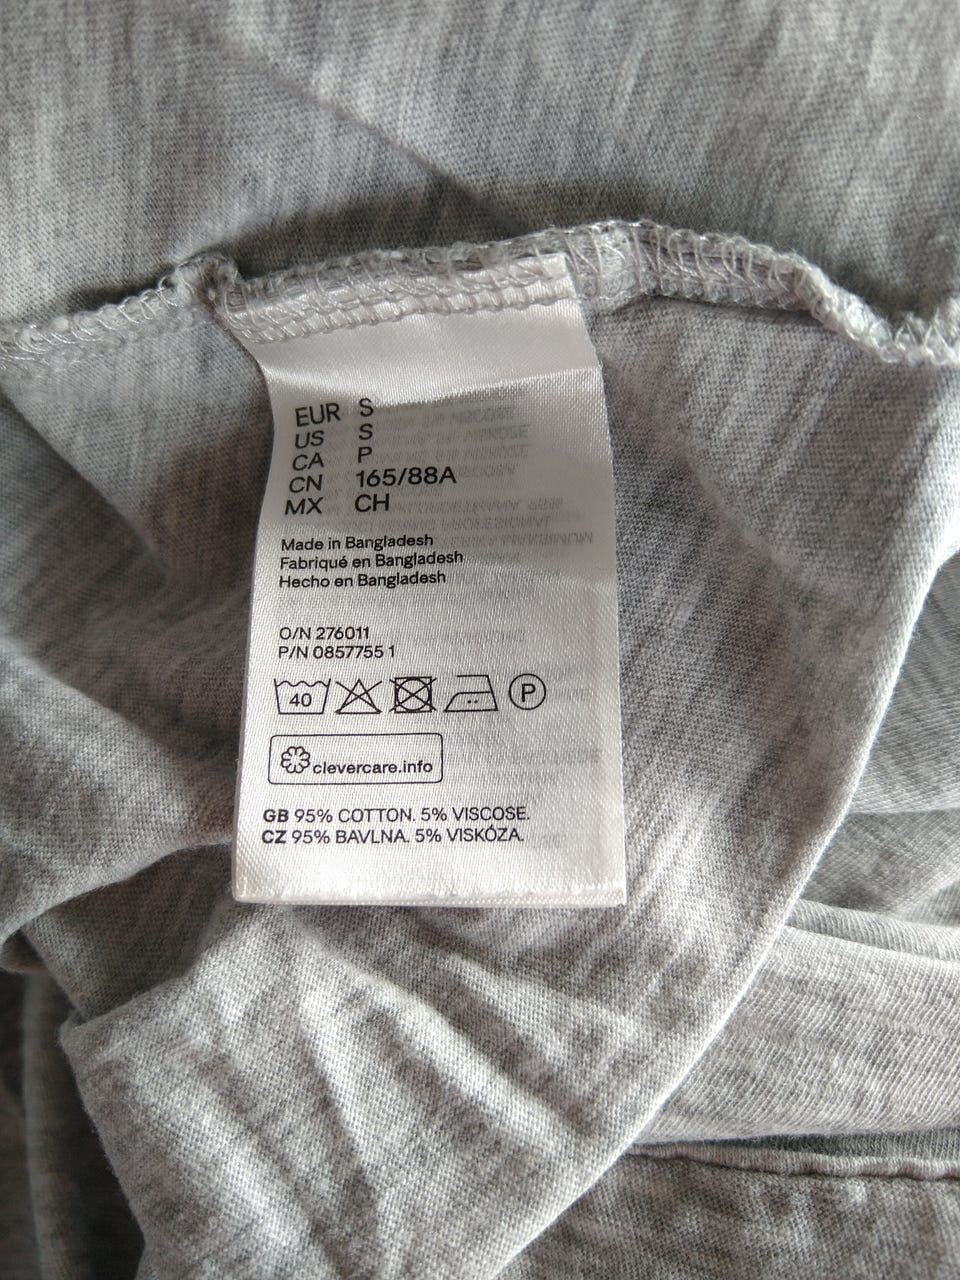 EUR S
US S
CA P
CN 165/88A
MX CH
Made in Bangladesh
Fabriqué en Bangladesh
Hecho en Bangladesh
O/N 276011
P/N 0857755 1
40 P
clevercare.info
GB 95% COTTON. 5% VISCOSE.
CZ 95% BAVLNA. 5% VISKÓZA.